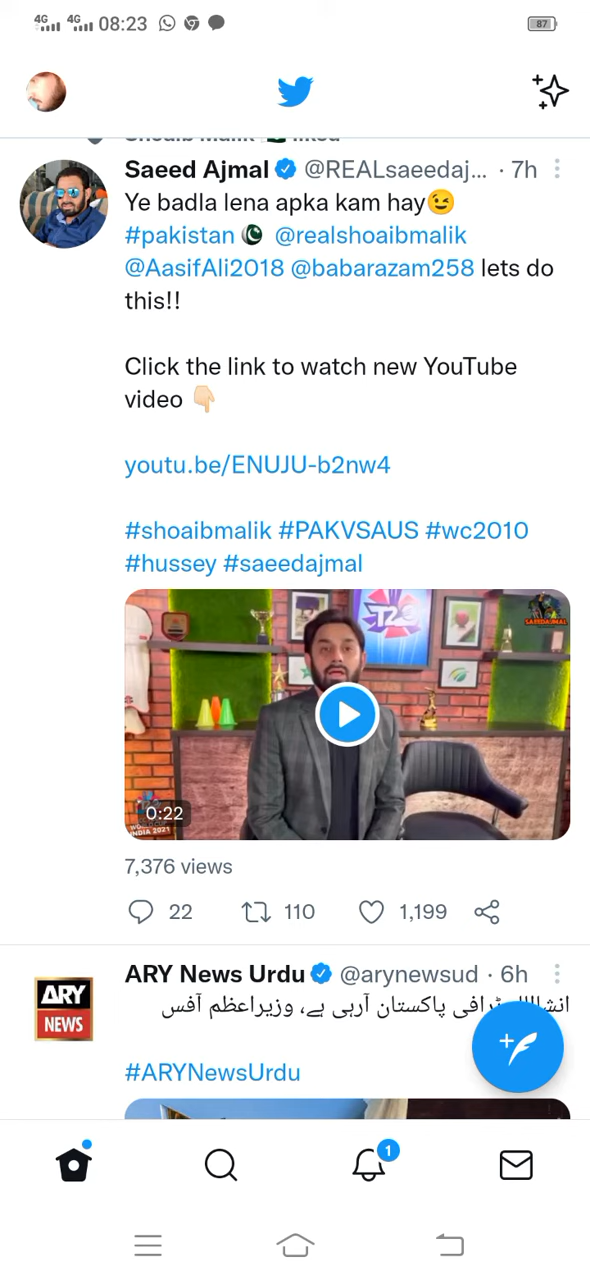 4G 4G 08:23 87
Saeed Ajmal @REALsaeedaj... · 7h
Ye badla lena apka kam hay😉
#pakistan @realshoaibmalik
@AasifAli2018 @babarazam258 lets do
this!!
Click the link to watch new YouTube
video 👇🏻
youtu.be/ENUJU-b2nw4
#shoaibmalik #PAKVSAUS #wc2010
#hussey #saeedajmal
T20
SAEEDAJMAL
0:22
INDIA 2021
7,376 views
22 110 1,199
ARY News Urdu @arynewsud · 6h
ARY
NEWS
ٹرافی پاکستان آرہی ہے، وزیراعظم آفس
#ARYNewsUrdu
1